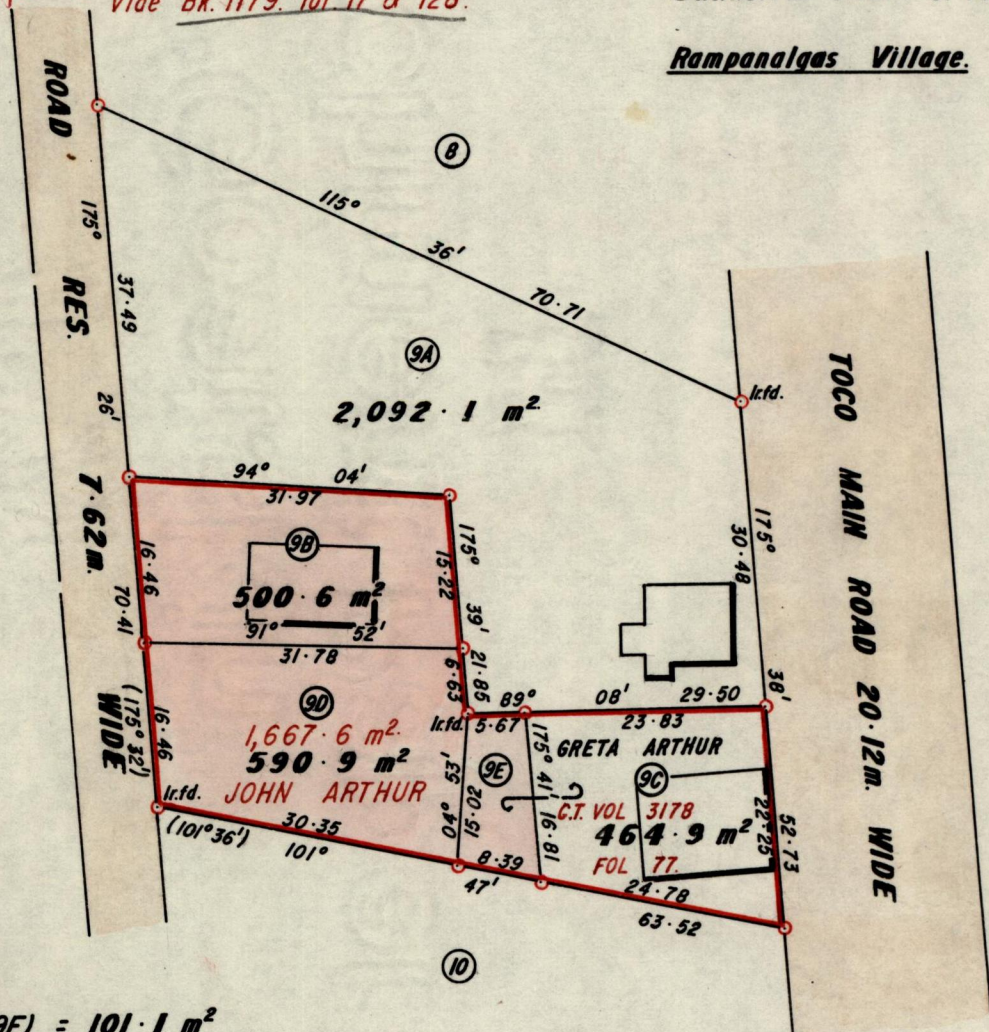 Vide BK. 1179. fol. 17 & 128.
Rampanalgas Village.
ROAD RES. 7·62m. WIDE
175° 26'
37·49
8
115° 36'
70·71
9A
2,092·1 m².
Ir.fd.
TOCO MAIN ROAD 20·12m. WIDE
175° 38'
30·48
94° 04'
31·97
9B
500·6 m²
16·46
175° 39'
15·22
91° 52'
31·78
70·41
(175° 32')
6·63
21·85
89° 08' 29·50
Ir.fd.
5·67
23·83
9D
1,667·6 m².
590·9 m²
JOHN ARTHUR
16·46
Ir.fd.
(101°36')
30·35
101° 47'
04° 53'
15·02
9E
175° 41'
16·81
GRETA ARTHUR
9C
C.T. VOL 3178
464·9 m²
FOL 77.
22·25
52·73
8·39
24·78
63·52
10
= 101·1 m²